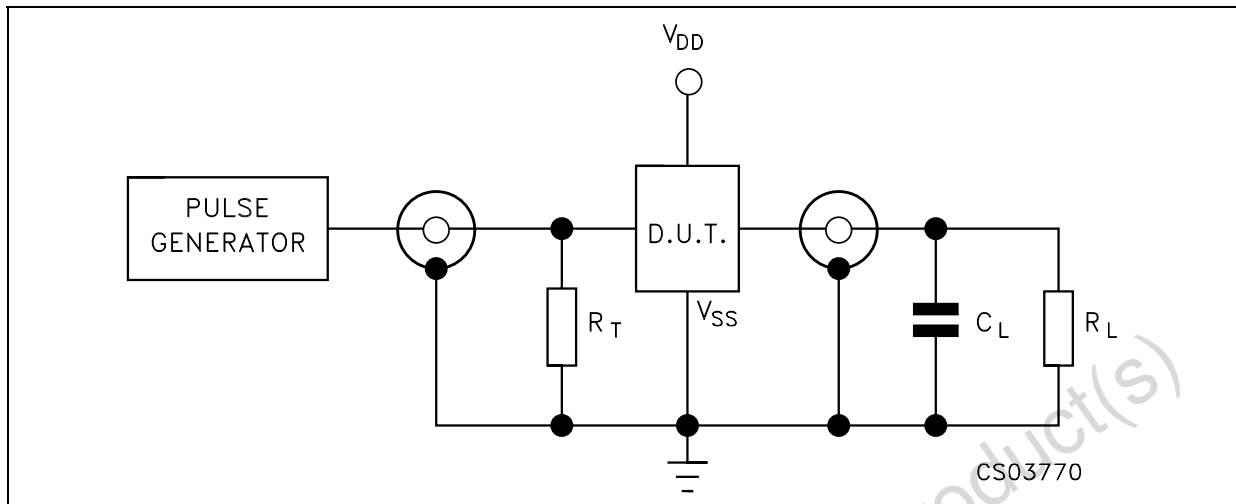 VDD
PULSE
GENERATOR
D.U.T.
VSS
RT
CL
RL
CS03770